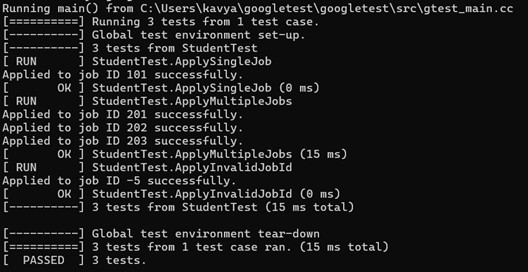 Running main() from C:\Users\kavya\googletest\googletest\src\gtest_main.cc
[==========] Running 3 tests from 1 test case.
[----------] Global test environment set-up.
[----------] 3 tests from StudentTest
[ RUN      ] StudentTest.ApplySingleJob
Applied to job ID 101 successfully.
[       OK ] StudentTest.ApplySingleJob (0 ms)
[ RUN      ] StudentTest.ApplyMultipleJobs
Applied to job ID 201 successfully.
Applied to job ID 202 successfully.
Applied to job ID 203 successfully.
[       OK ] StudentTest.ApplyMultipleJobs (15 ms)
[ RUN      ] StudentTest.ApplyInvalidJobId
Applied to job ID -5 successfully.
[       OK ] StudentTest.ApplyInvalidJobId (0 ms)
[----------] 3 tests from StudentTest (15 ms total)

[----------] Global test environment tear-down
[==========] 3 tests from 1 test case ran. (15 ms total)
[  PASSED  ] 3 tests.